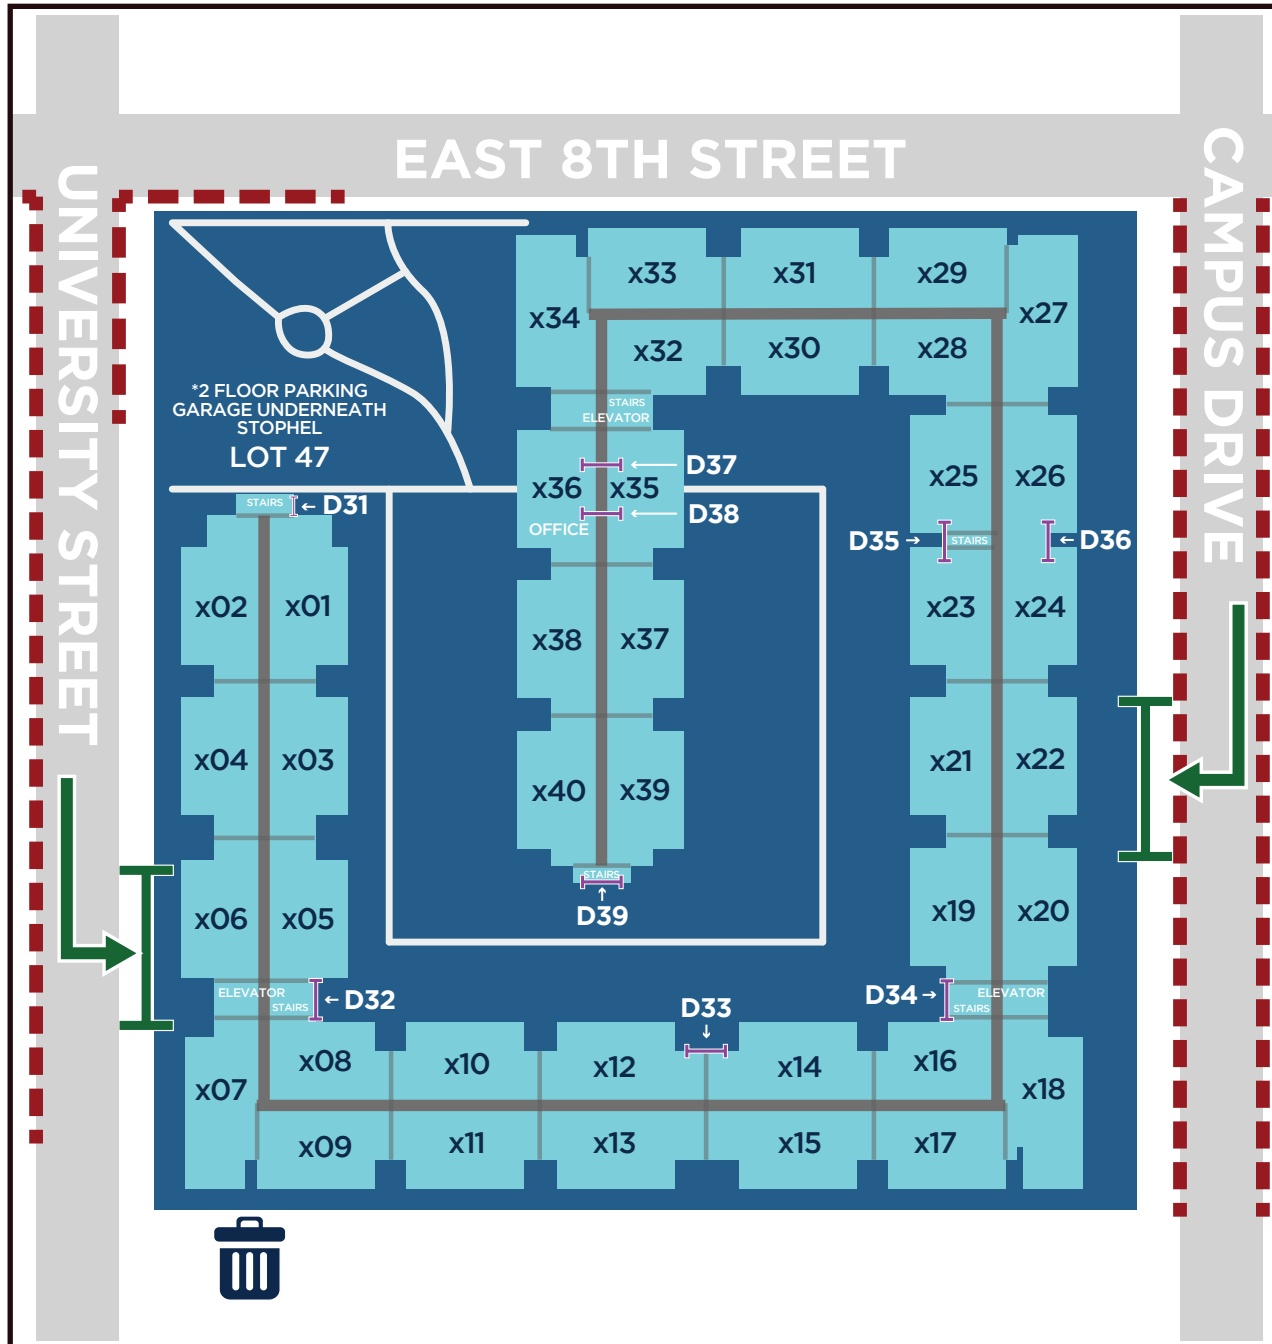 EAST 8TH STREET
UNIVERSITY STREET
CAMPUS DRIVE
x33
x31
x29
x34
x27
x32
x30
x28
*2 FLOOR PARKING
GARAGE UNDERNEATH
STOPHEL
LOT 47
STAIRS
ELEVATOR
D37
x36
x35
D38
OFFICE
x25
x26
STAIRS
← D31
D35 →
STAIRS
← D36
x02
x01
x38
x37
x23
x24
x04
x03
x40
x39
x21
x22
x06
x05
STAIRS
↑
D39
x19
x20
ELEVATOR
STAIRS
← D32
D33
↓
D34 →
ELEVATOR
STAIRS
x07
x08
x10
x12
x14
x16
x18
x09
x11
x13
x15
x17